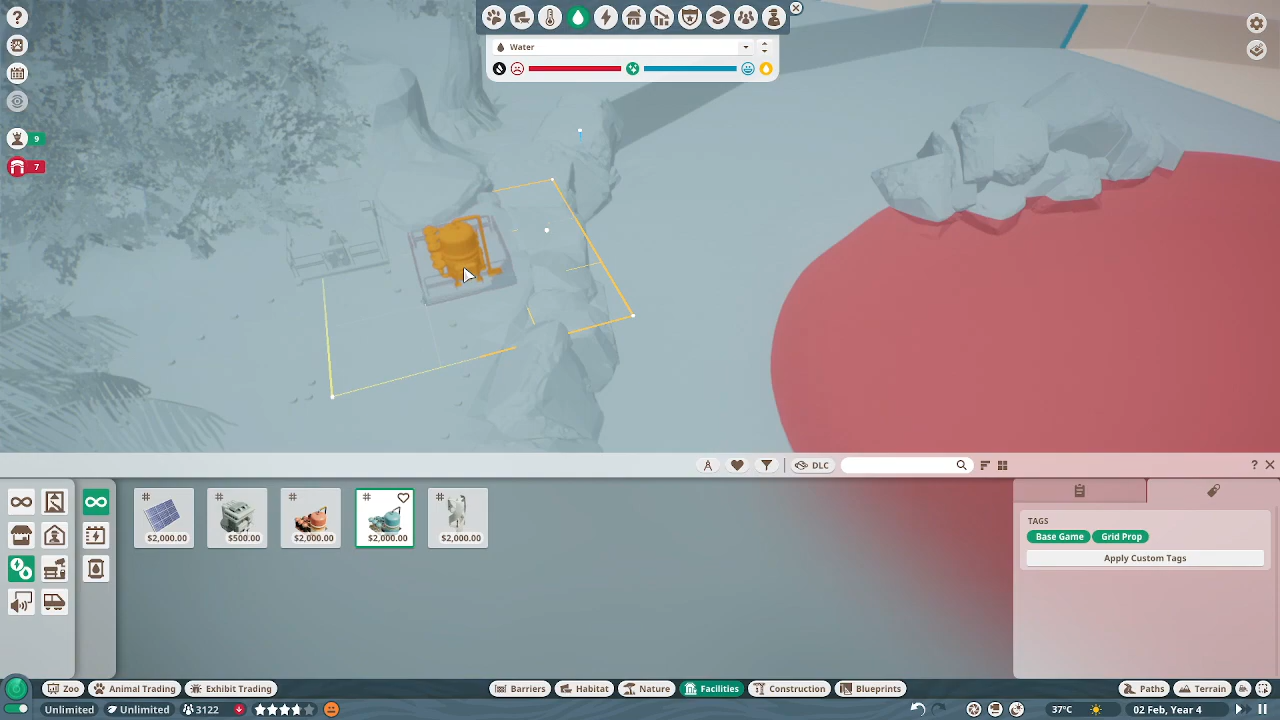 ?
Water
9
7
DLC
?
$2,000.00
$500.00
$2,000.00
$2,000.00
$2,000.00
TAGS
Base Game
Grid Prop
Apply Custom Tags
Zoo
Animal Trading
Exhibit Trading
Barriers
Habitat
Nature
Facilities
Construction
Blueprints
Paths
Terrain
Unlimited
Unlimited
3122
37°C
02 Feb, Year 4